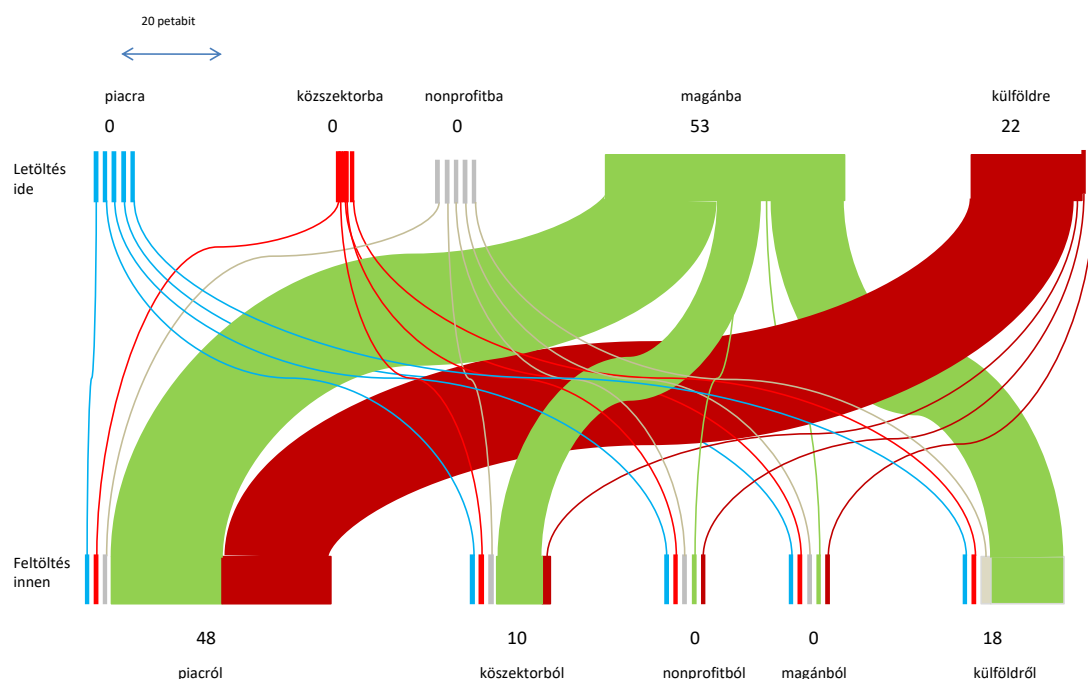 20 petabit
piacra
közszektorba
nonprofitba
magánba
külföldre
0
0
0
53
22
Letöltés
ide
Feltöltés
innen
48
10
0
0
18
piacról
köszektorból
nonprofitból
magánból
külföldről